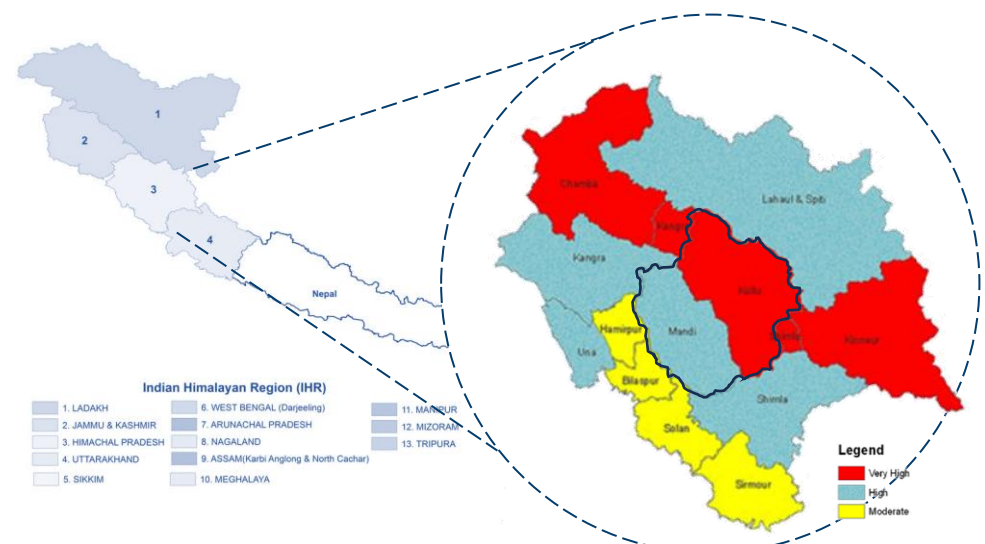 1
2
3
4
Nepal
Indian Himalayan Region (IHR)
1. LADAKH
2. JAMMU & KASHMIR
3. HIMACHAL PRADESH
4. UTTARAKHAND
5. SIKKIM
6. WEST BENGAL (Darjeeling)
7. ARUNACHAL PRADESH
8. NAGALAND
9. ASSAM(Karbi Anglong & North Cachar)
10. MEGHALAYA
11. MANIPUR
12. MIZORAM
13. TRIPURA
Chamba
Lahaul & Spiti
Kangra
Kangra
Kullu
Mandi
Hamirpur
Una
Bilaspur
Shimla
Kinnaur
Shimla
Solan
Sirmour
Legend
Very High
High
Moderate